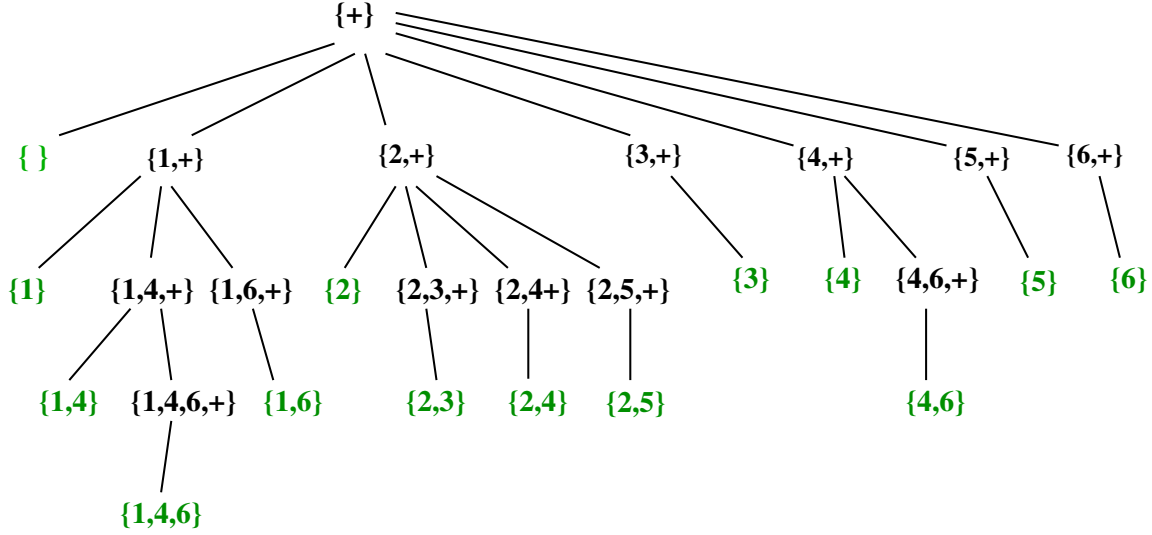 {+}
{ } {1,+} {2,+} {3,+} {4,+} {5,+} {6,+}
{1} {1,4,+} {1,6,+} {2} {2,3,+} {2,4+} {2,5,+} {3} {4} {4,6,+} {5} {6}
{1,4} {1,4,6,+} {1,6} {2,3} {2,4} {2,5} {4,6}
{1,4,6}